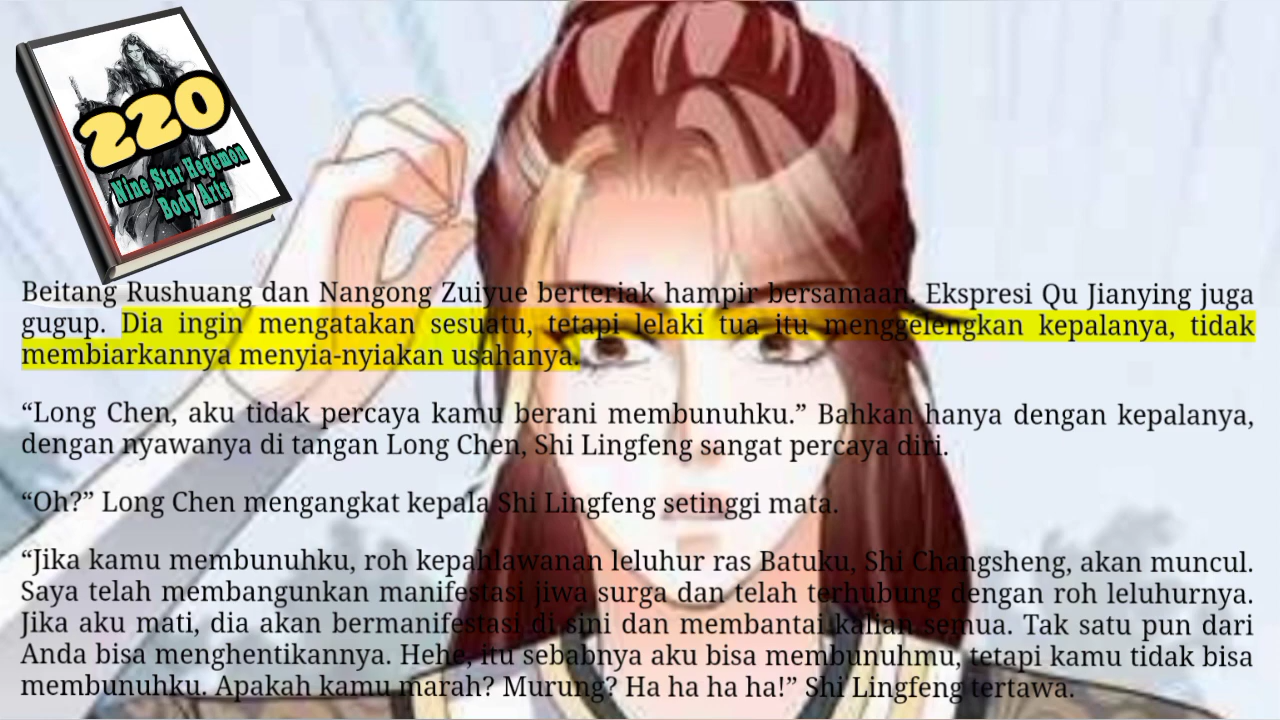 220
Nine Star Hegemon
Body Arts
Beitang Rushuang dan Nangong Zuiyue berteriak hampir bersamaan. Ekspresi Qu Jianying juga
gugup. Dia ingin mengatakan sesuatu, tetapi lelaki tua itu menggelengkan kepalanya, tidak
membiarkannya menyia-nyiakan usahanya.
“Long Chen, aku tidak percaya kamu berani membunuhku.” Bahkan hanya dengan kepalanya,
dengan nyawanya di tangan Long Chen, Shi Lingfeng sangat percaya diri.
“Oh?” Long Chen mengangkat kepala Shi Lingfeng setinggi mata.
“Jika kamu membunuhku, roh kepahlawanan leluhur ras Batuku, Shi Changsheng, akan muncul.
Saya telah membangunkan manifestasi jiwa surga dan telah terhubung dengan roh leluhurnya.
Jika aku mati, dia akan bermanifestasi di sini dan membantai kalian semua. Tak satu pun dari
Anda bisa menghentikannya. Hehe, itu sebabnya aku bisa membunuhmu, tetapi kamu tidak bisa
membunuhku. Apakah kamu marah? Murung? Ha ha ha ha!” Shi Lingfeng tertawa.